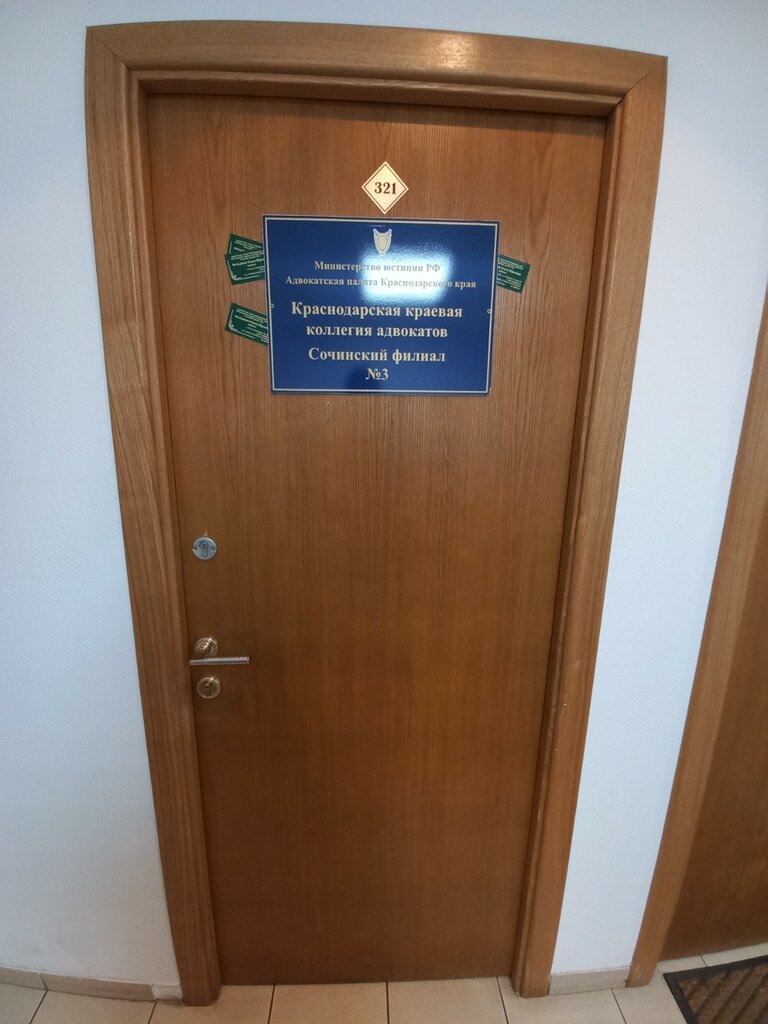 321
Министерство юстиции РФ
Адвокатская палата Краснодарского края
Краснодарская краевая
коллегия адвокатов
Сочинский филиал
№3